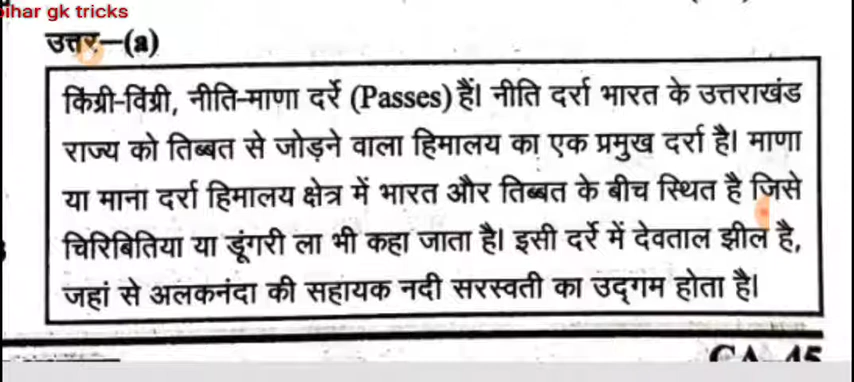 bihar gk tricks
उत्तर—(a)
किंग्री-विंग्री, नीति-माणा दर्रे (Passes) हैं। नीति दर्रा भारत के उत्तराखंड
राज्य को तिब्बत से जोड़ने वाला हिमालय का एक प्रमुख दर्रा है। माणा
या माना दर्रा हिमालय क्षेत्र में भारत और तिब्बत के बीच स्थित है जिसे
चिरिबितिया या डूंगरी ला भी कहा जाता है। इसी दर्रे में देवताल झील है,
जहां से अलकनंदा की सहायक नदी सरस्वती का उद्गम होता है।